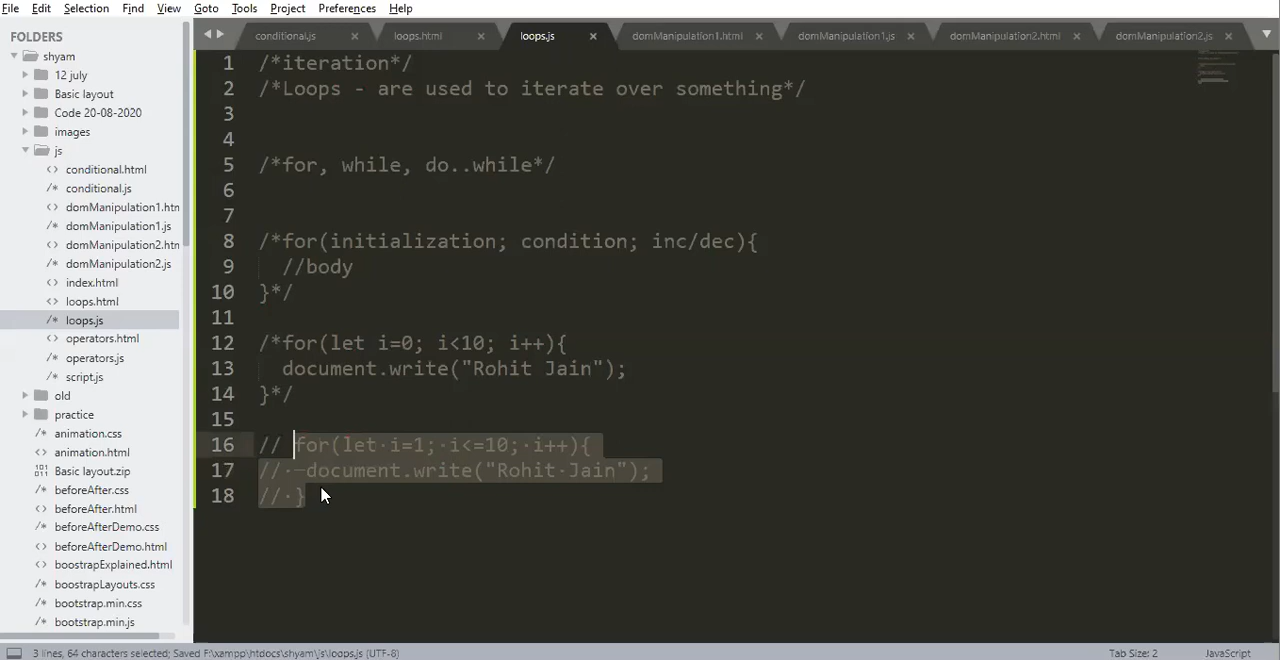 File Edit Selection Find View Goto Tools Project Preferences Help
FOLDERS
shyam
12 july
Basic layout
Code 20-08-2020
images
js
conditional.html
conditional.js
domManipulation1.htn
domManipulation1.js
domManipulation2.htn
domManipulation2.js
index.html
loops.html
loops.js
operators.html
operators.js
script.js
old
practice
animation.css
animation.html
Basic layout.zip
beforeAfter.css
beforeAfter.html
beforeAfterDemo.css
beforeAfterDemo.html
boostrapExplained.html
boostrapLayouts.css
bootstrap.min.css
bootstrap.min.js
conditional.js loops.html loops.js domManipulation1.html domManipulation1.js domManipulation2.html domManipulation2.js
1 /*iteration*/
2 /*Loops - are used to iterate over something*/
3
4
5 /*for, while, do..while*/
6
7
8 /*for(initialization; condition; inc/dec){
9 //body
10 }*/
11
12 /*for(let i=0; i<10; i++){
13 document.write("Rohit Jain");
14 }*/
15
16 // for(let i=1; i<=10; i++){
17 // document.write("Rohit Jain");
18 // }
3 lines, 64 characters selected; Saved F:\xampp\htdocs\shyam\js\loops.js (UTF-8) Tab Size: 2 JavaScript